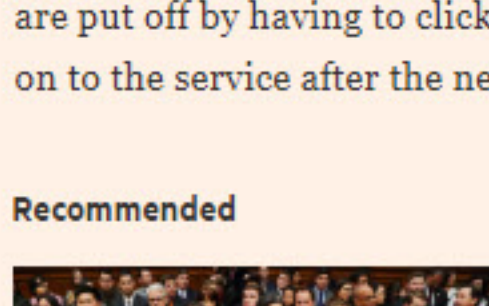 are put off by having to click
on to the service after the ne
Recommended